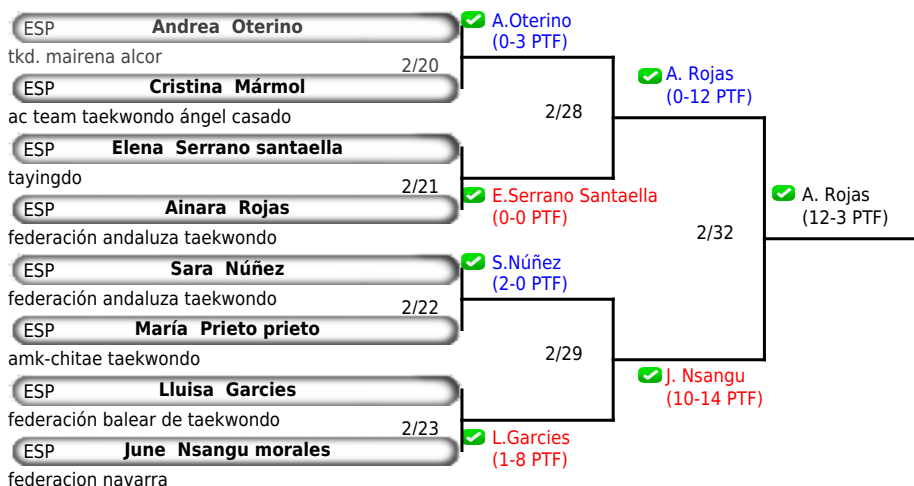 ESP Andrea Oterino
tkd. mairena alcor
2/20
ESP Cristina Mármol
ac team taekwondo ángel casado
ESP Elena Serrano santaella
tayingdo
2/21
ESP Ainara Rojas
federación andaluza taekwondo
ESP Sara Núñez
federación andaluza taekwondo
2/22
ESP María Prieto prieto
amk-chitae taekwondo
ESP Lluisa Garcies
federación balear de taekwondo
2/23
ESP June Nsangu morales
federacion navarra
A.Oterino
(0-3 PTF)
2/28
E.Serrano Santaella
(0-0 PTF)
S.Núñez
(2-0 PTF)
2/29
L.Garcies
(1-8 PTF)
A. Rojas
(0-12 PTF)
2/32
J. Nsangu
(10-14 PTF)
A. Rojas
(12-3 PTF)